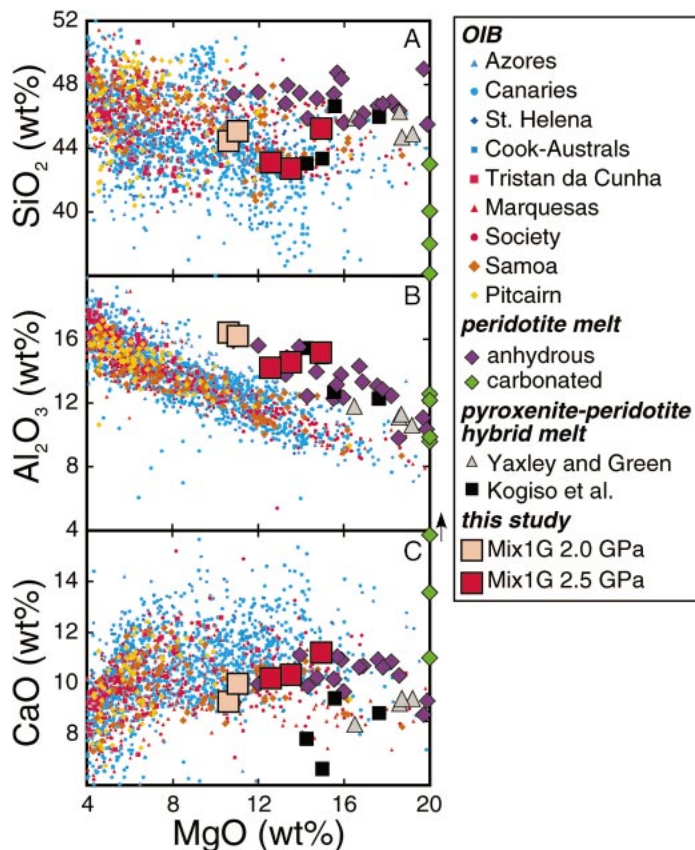 52
A
48
44
40
SiO2 (wt%)
B
16
12
8
4
Al2O3 (wt%)
C
14
12
10
8
CaO (wt%)
4
8
12
16
20
MgO (wt%)
OIB
Azores
Canaries
St. Helena
Cook-Australs
Tristan da Cunha
Marquesas
Society
Samoa
Pitcairn
peridotite melt
anhydrous
carbonated
pyroxenite-peridotite
hybrid melt
Yaxley and Green
Kogiso et al.
this study
Mix1G 2.0 GPa
Mix1G 2.5 GPa